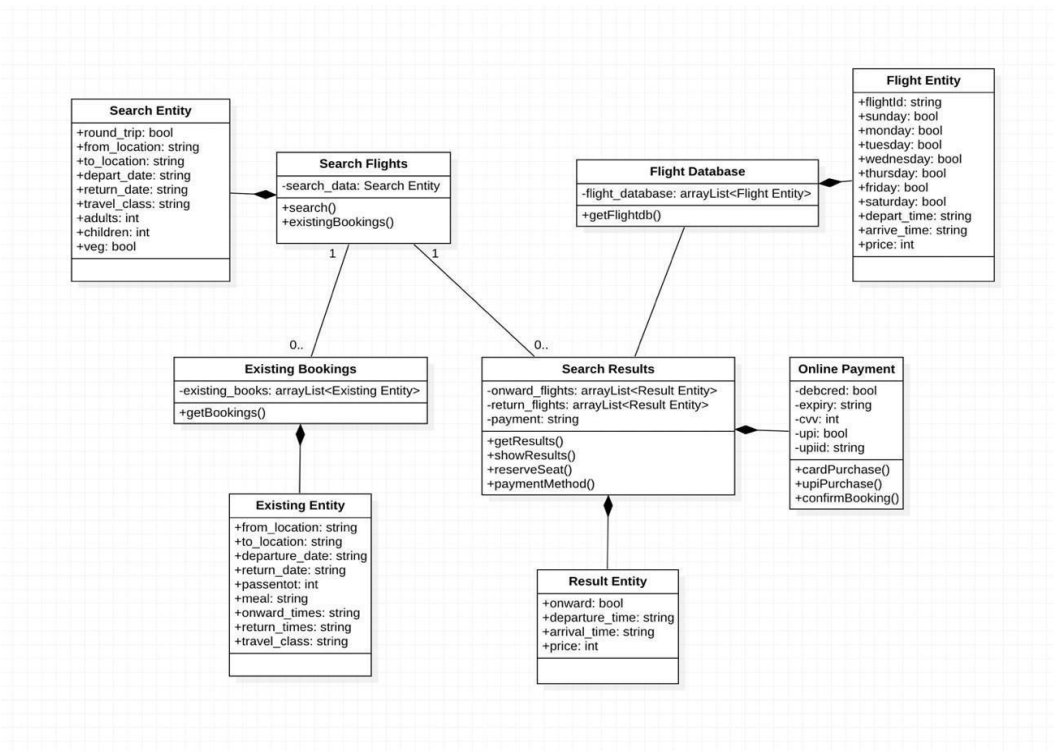 Search Entity
+round_trip: bool
+from_location: string
+to_location: string
+depart_date: string
+return_date: string
+travel_class: string
+adults: int
+children: int
+veg: bool
Search Flights
-search_data: Search Entity
+search()
+existingBookings()
1
1
0..
0..
Flight Database
-flight_database: arrayList<Flight Entity>
+getFlightdb()
Flight Entity
+flightId: string
+sunday: bool
+monday: bool
+tuesday: bool
+wednesday: bool
+thursday: bool
+friday: bool
+saturday: bool
+depart_time: string
+arrive_time: string
+price: int
Existing Bookings
-existing_books: arrayList<Existing Entity>
+getBookings()
Search Results
-onward_flights: arrayList<Result Entity>
-return_flights: arrayList<Result Entity>
-payment: string
+getResults()
+showResults()
+reserveSeat()
+paymentMethod()
Online Payment
-debcred: bool
-expiry: string
-cvv: int
-upi: bool
-upiid: string
+cardPurchase()
+upiPurchase()
+confirmBooking()
Existing Entity
+from_location: string
+to_location: string
+departure_date: string
+return_date: string
+passentot: int
+meal: string
+onward_times: string
+return_times: string
+travel_class: string
Result Entity
+onward: bool
+departure_time: string
+arrival_time: string
+price: int